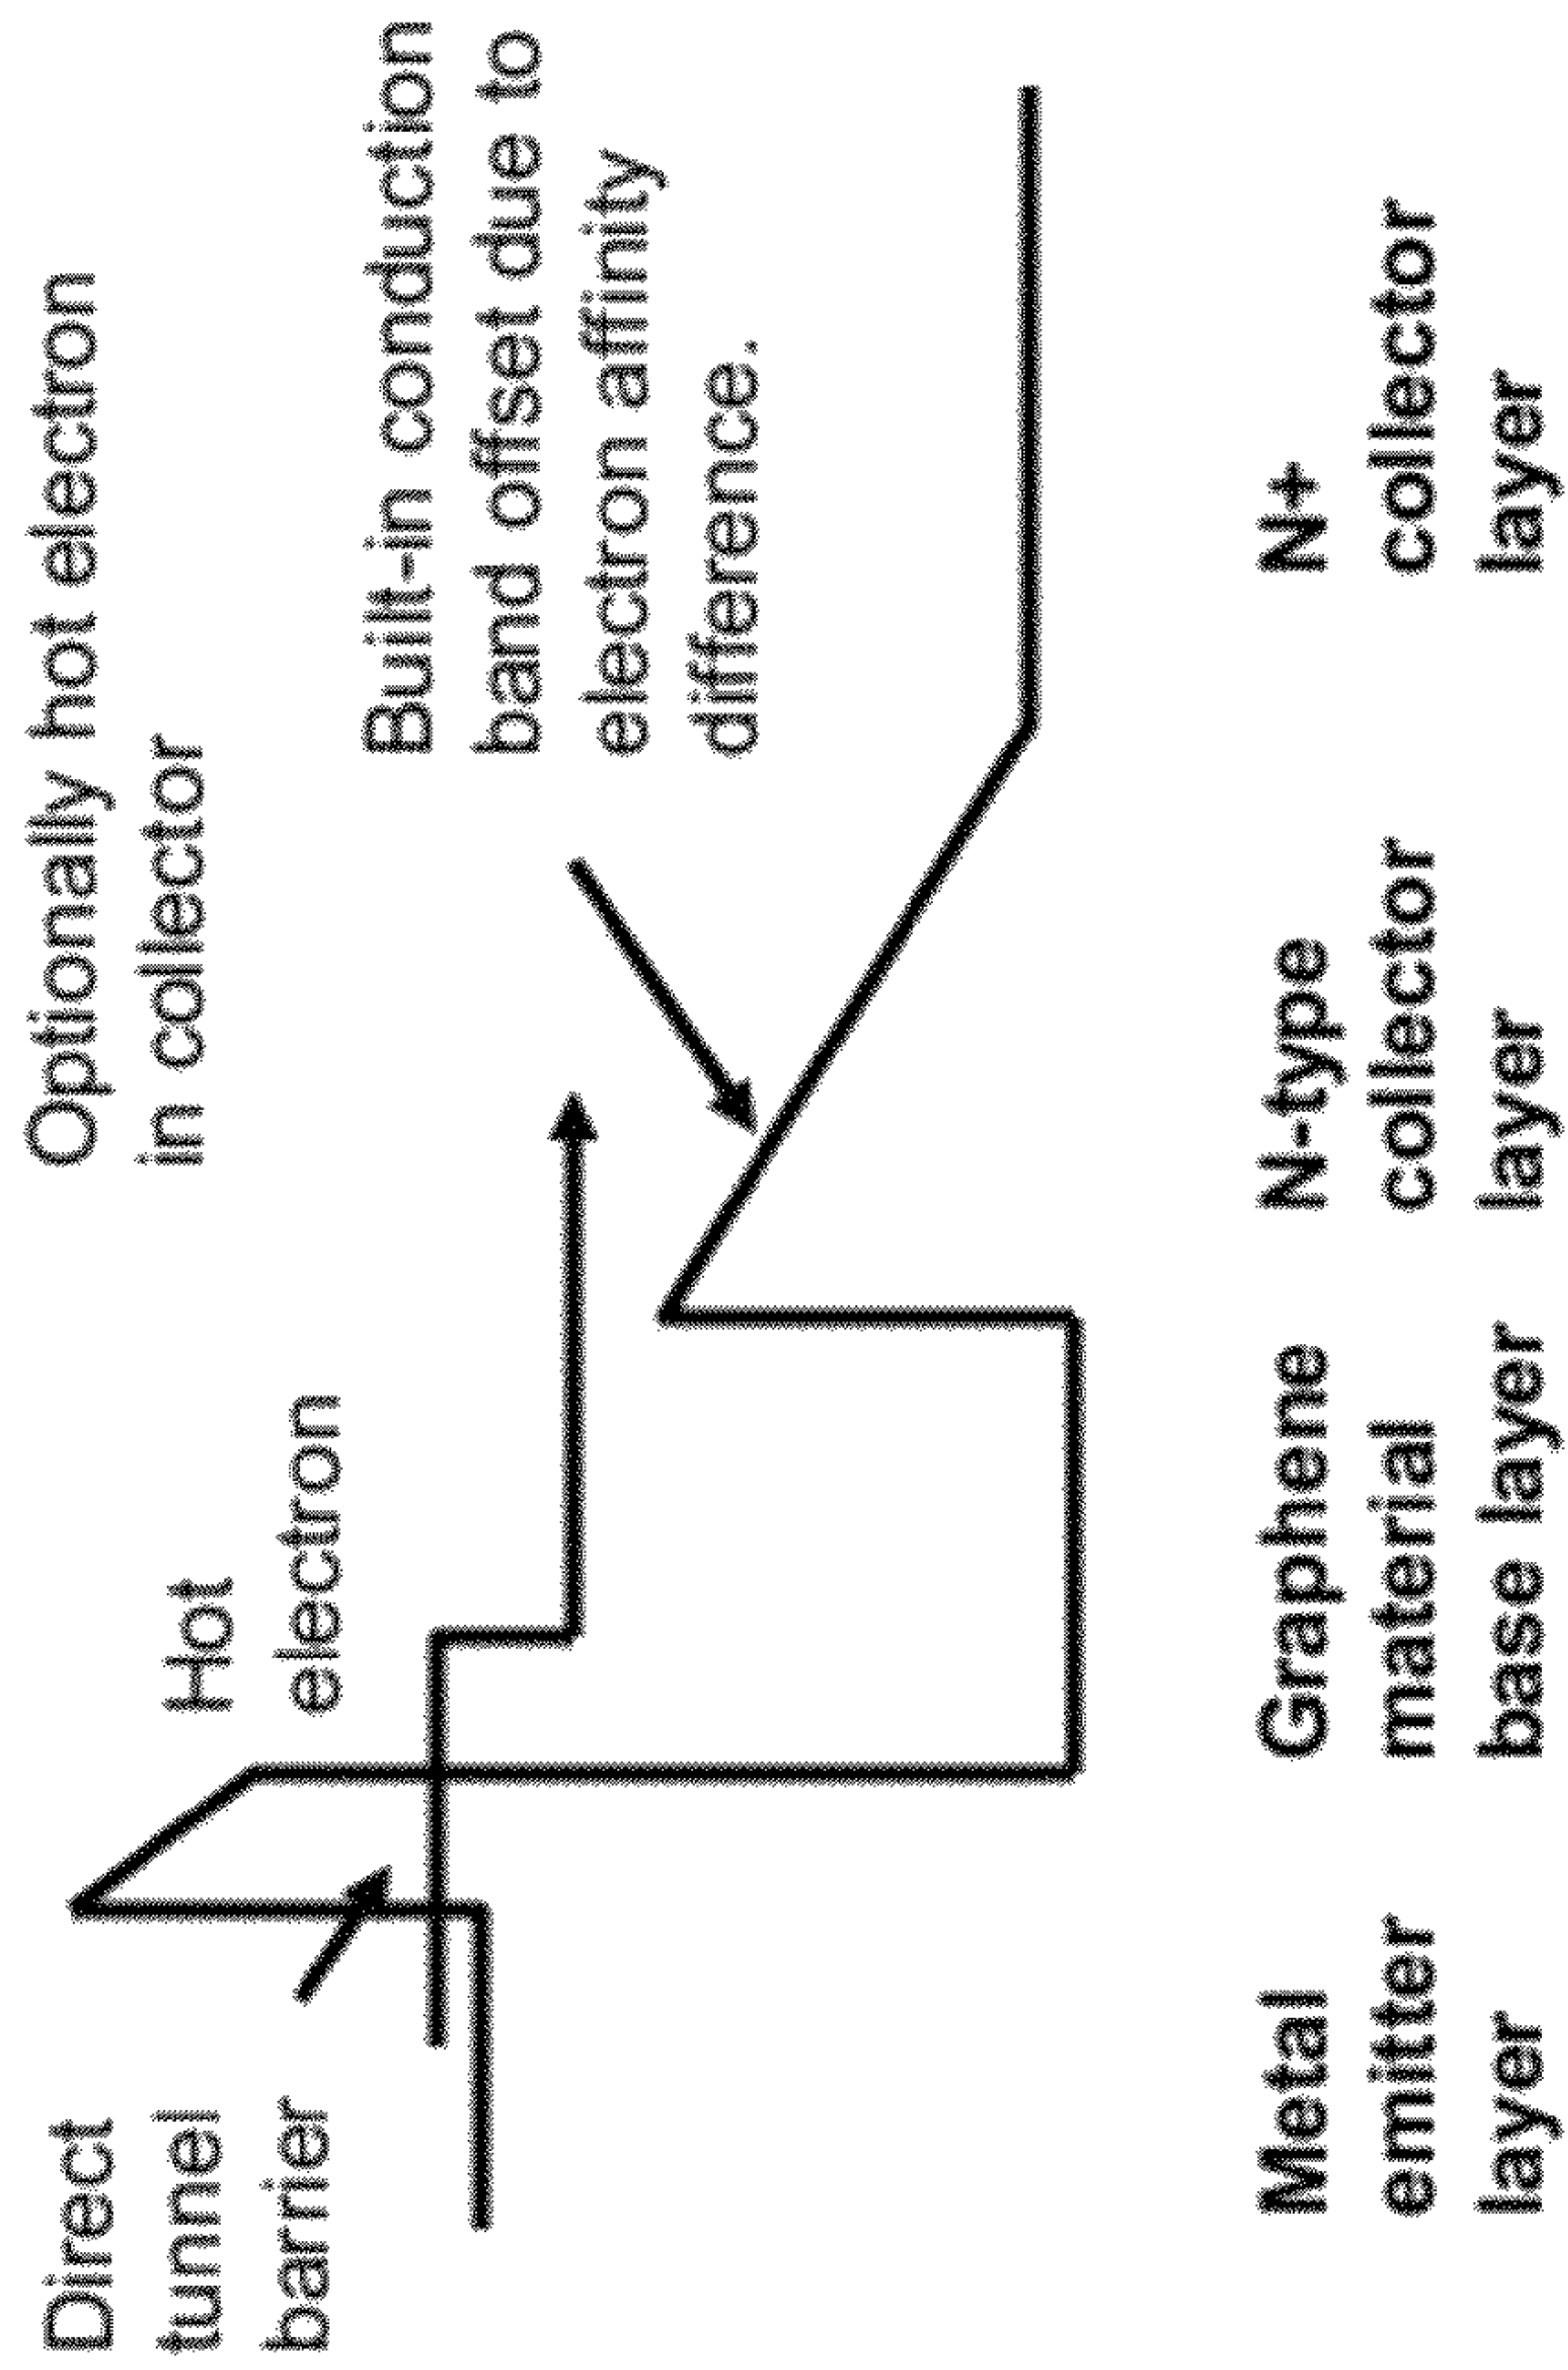 Direct
tunnel
barrier
Hot
electron
Optionally hot electron
in collector
Built-in conduction
band offset due to
electron affinity
difference.
Metal
emitter
layer
Graphene
material
base layer
N-type
collector
layer
N+
collector
layer